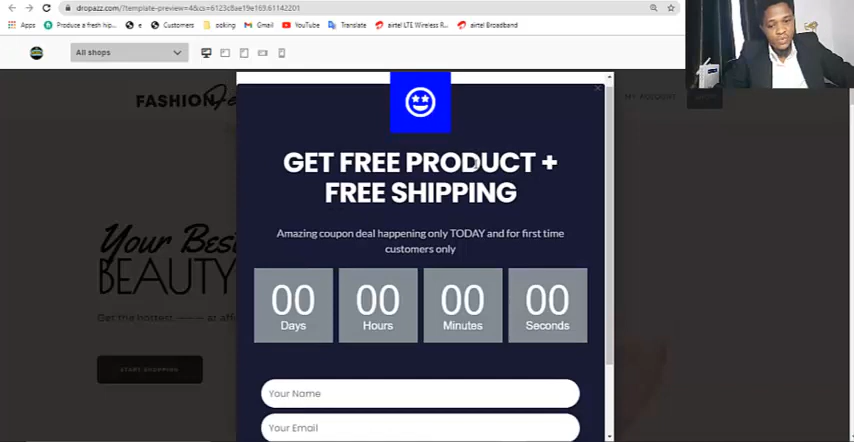 dropazz.com/?template-preview=4&cs=6123c8ae19e169.61142201
Apps
Produce a fresh hip...
e
Customers
ooking
Gmail
YouTube
Translate
airtel LTE Wireless R...
airtel Broadband
All shops
FASHION
MY ACCOUNT
GET FREE PRODUCT +
FREE SHIPPING
Amazing coupon deal happening only TODAY and for first time
customers only
Your Bes
BEAUTY
00
00
00
00
Days
Hours
Minutes
Seconds
Get the hottest
at aff
START SHOPPING
Your Name
Your Email